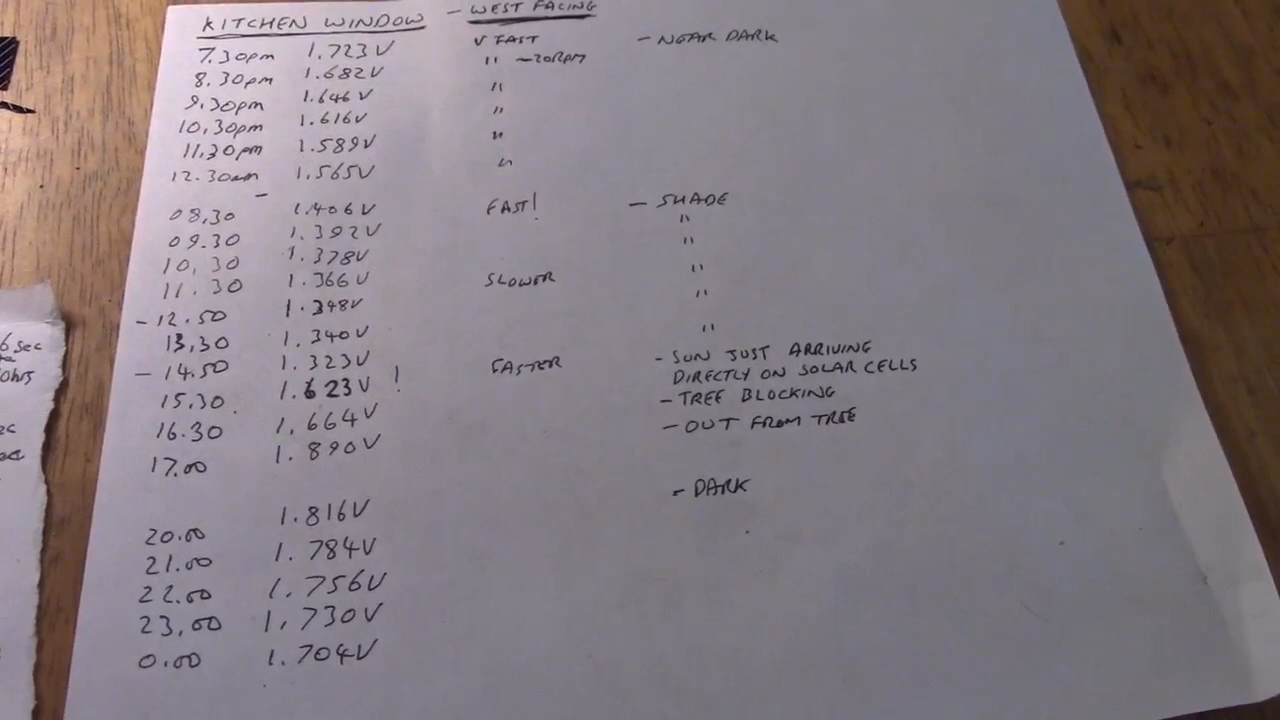 KITCHEN WINDOW - WEST FACING
7.30pm 1.723V V FAST - NEAR DARK
8.30pm 1.682V " ~20RPM
9.30pm 1.646V "
10.30pm 1.616V "
11.30pm 1.589V "
12.30am 1.565V "
-
08.30 1.406V FAST! - SHADE
09.30 1.392V "
10.30 1.378V "
11.30 1.366V SLOWER "
- 12.50 1.348V "
13.30 1.340V "
- 14.50 1.323V FASTER - SUN JUST ARRIVING
DIRECTLY ON SOLAR CELLS
15.30 1.623V ! - TREE BLOCKING
16.30 1.664V - OUT FROM TREE
17.00 1.890V
- DARK
20.00 1.816V
21.00 1.784V
22.00 1.756V
23.00 1.730V
0.00 1.704V
6 sec
0hrs